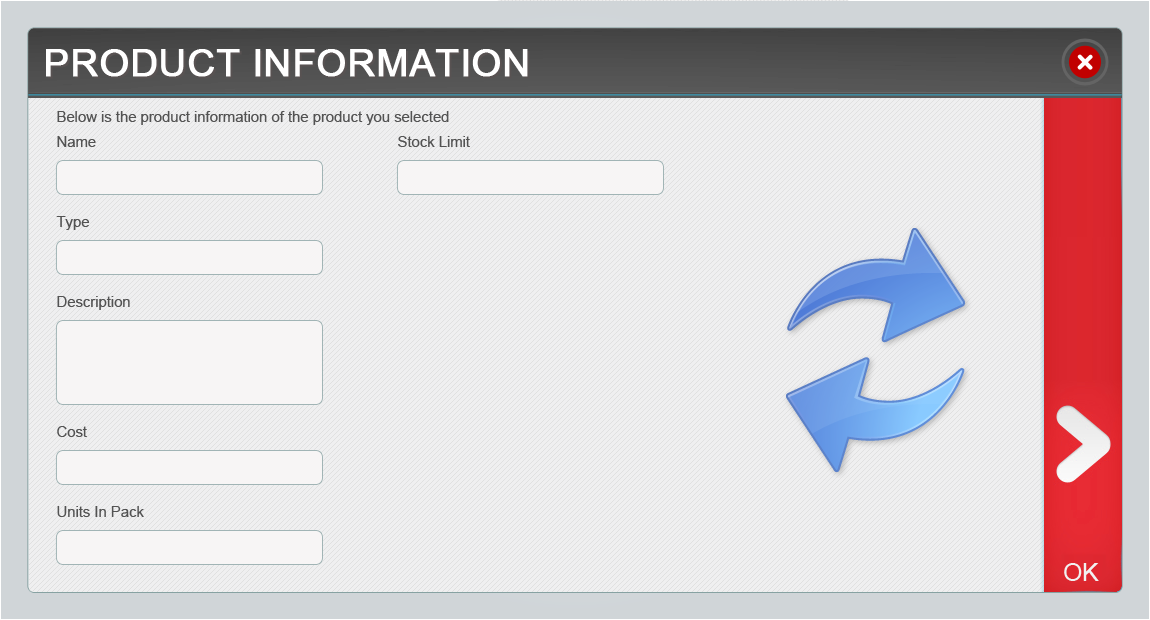 PRODUCT INFORMATION
Below is the product information of the product you selected
Name
Stock Limit
Type
Description
Cost
Units In Pack
OK